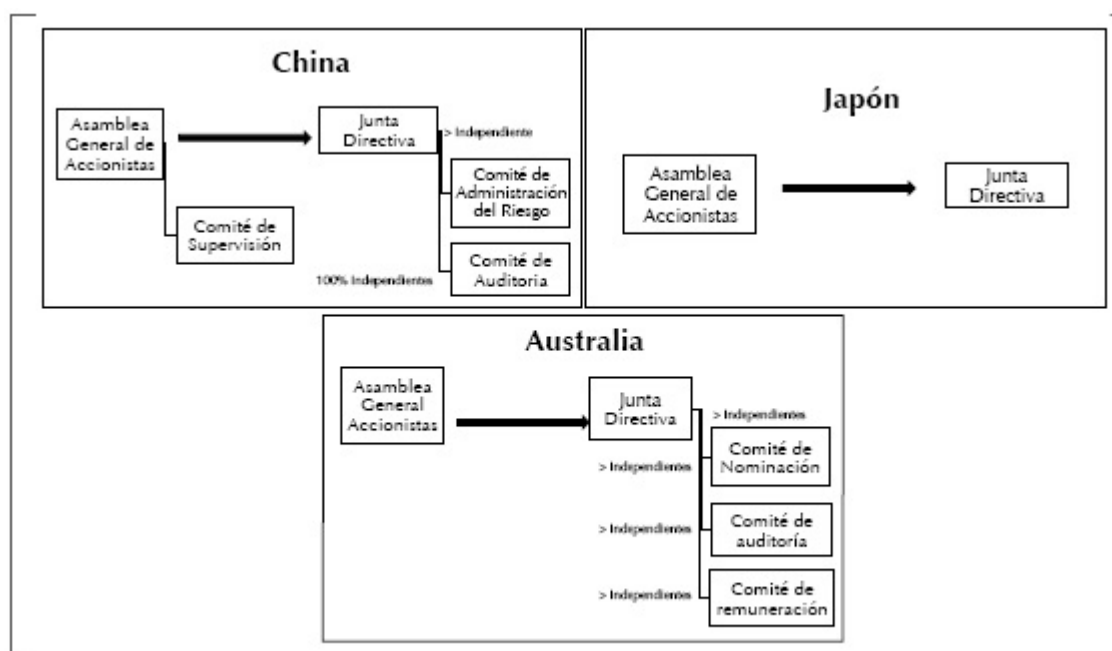 China
Asamblea
General de
Accionistas
Junta
Directiva
> Independiente
Comité de
Administración
del Riesgo
Comité de
Supervisión
100% Independientes
Comité de
Auditoria
Japón
Asamblea
General de
Accionistas
Junta
Directiva
Australia
Asamblea
General
Accionistas
Junta
Directiva
> Independientes
> Independientes
Comité de
Nominación
> Independientes
Comité de
auditoría
> Independientes
Comité de
remuneración